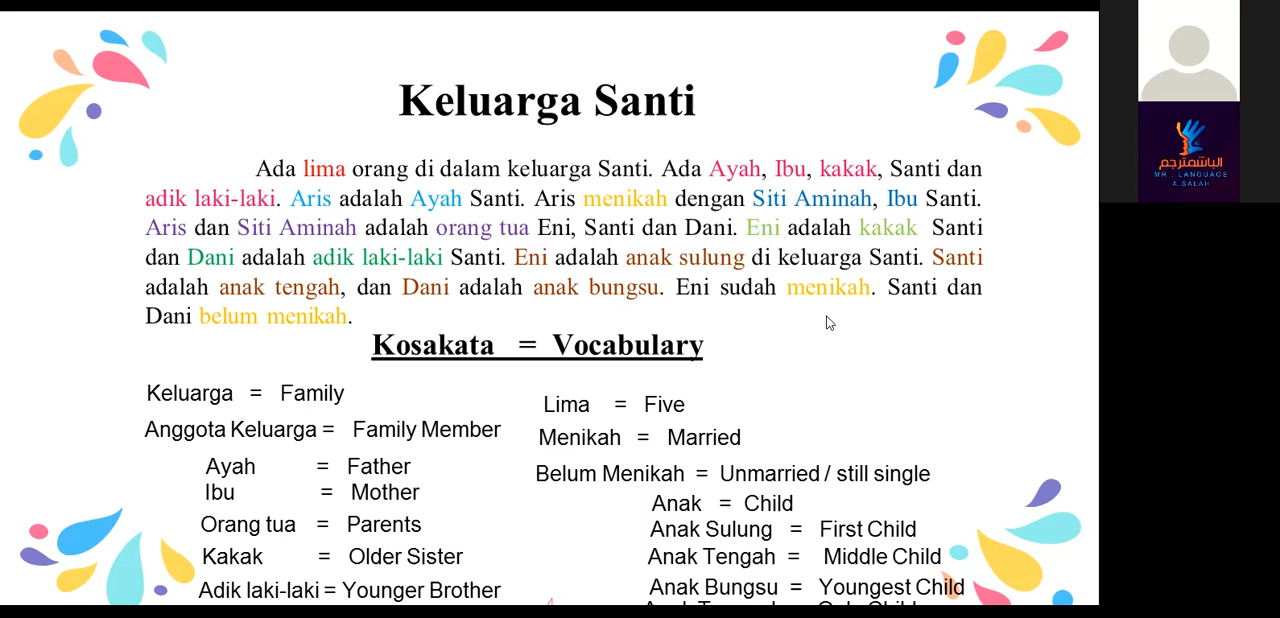 Keluarga Santi
Ada lima orang di dalam keluarga Santi. Ada Ayah, Ibu, kakak, Santi dan
adik laki-laki. Aris adalah Ayah Santi. Aris menikah dengan Siti Aminah, Ibu Santi.
Aris dan Siti Aminah adalah orang tua Eni, Santi dan Dani. Eni adalah kakak Santi
dan Dani adalah adik laki-laki Santi. Eni adalah anak sulung di keluarga Santi. Santi
adalah anak tengah, dan Dani adalah anak bungsu. Eni sudah menikah. Santi dan
Dani belum menikah.
Kosakata = Vocabulary
Keluarga = Family
Anggota Keluarga = Family Member
Ayah = Father
Ibu = Mother
Orang tua = Parents
Kakak = Older Sister
Adik laki-laki = Younger Brother
Lima = Five
Menikah = Married
Belum Menikah = Unmarried / still single
Anak = Child
Anak Sulung = First Child
Anak Tengah = Middle Child
Anak Bungsu = Youngest Child
الباشمترجم
MR : LANGUAGE
A.SALAH